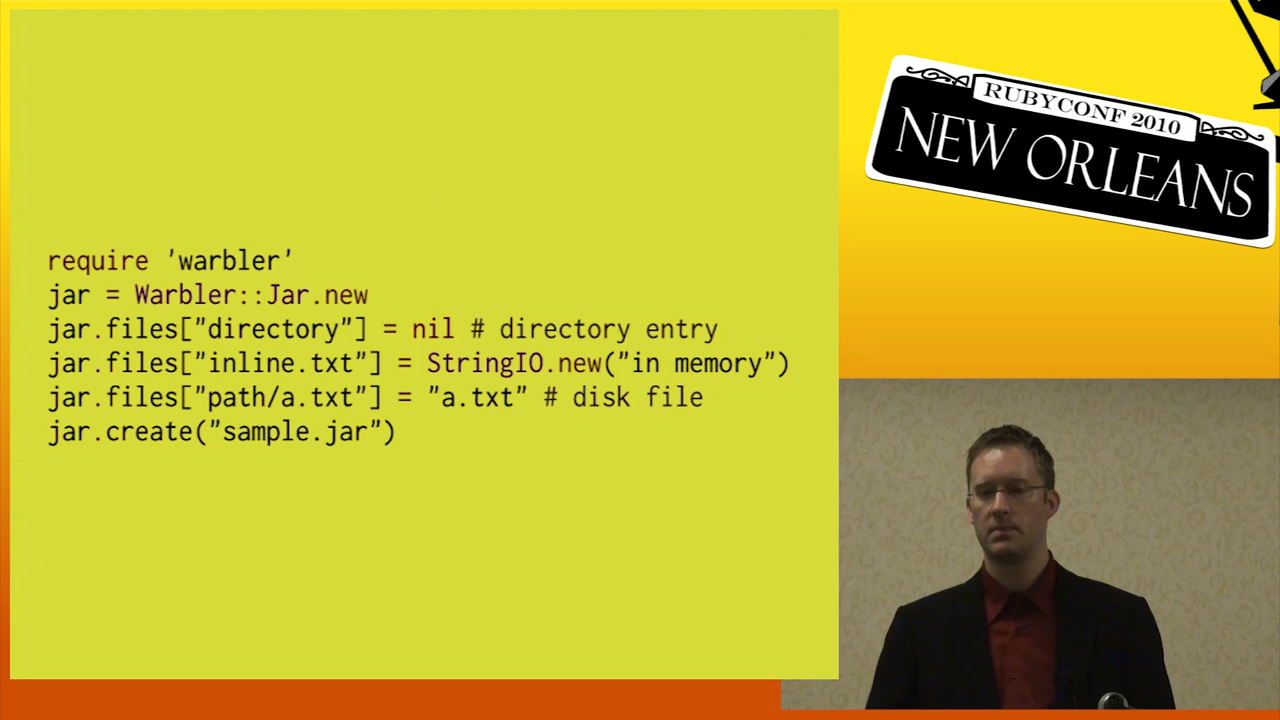 require 'warbler'
jar = Warbler::Jar.new
jar.files["directory"] = nil # directory entry
jar.files["inline.txt"] = StringIO.new("in memory")
jar.files["path/a.txt"] = "a.txt" # disk file
jar.create("sample.jar")
RUBYCONF 2010
NEW ORLEANS